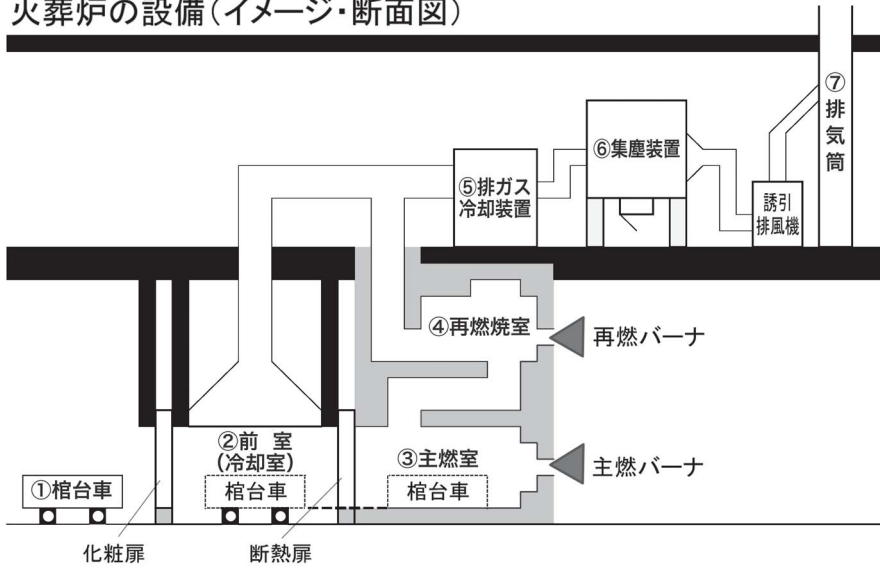 火葬炉の設備(イメージ・断面図)
⑦排気筒
⑥集塵装置
⑤排ガス
冷却装置
誘引
排風機
④再燃焼室
再燃バーナ
②前 室
(冷却室)
③主燃室
主燃バーナ
①棺台車
棺台車
棺台車
化粧扉
断熱扉